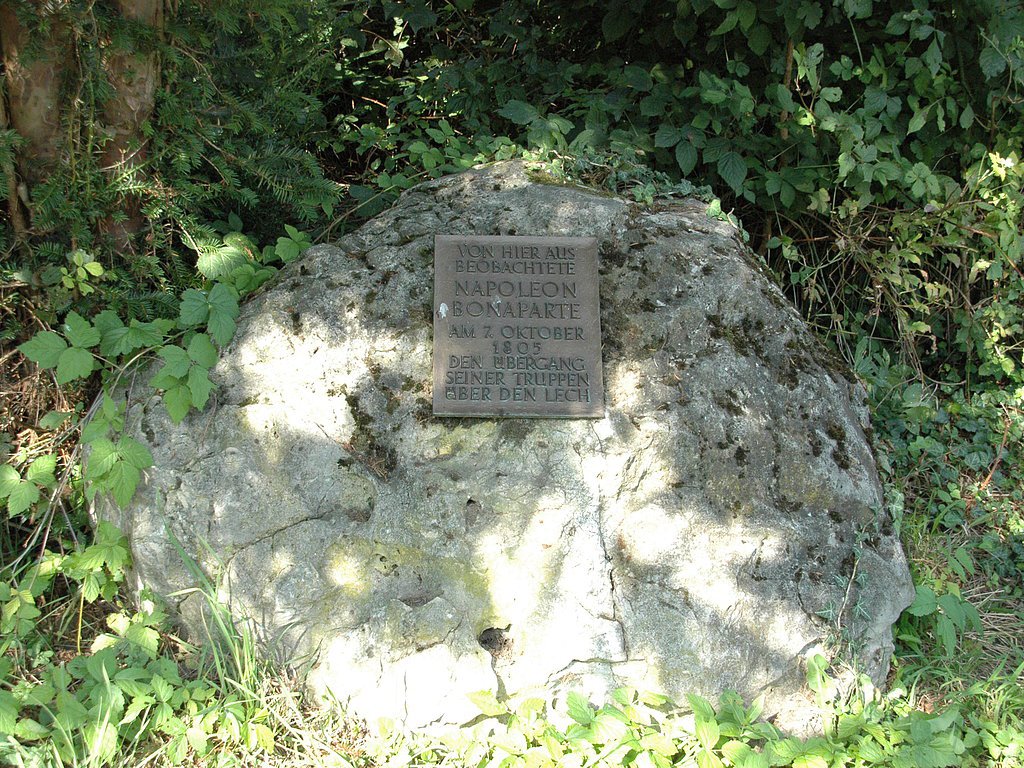 VON HIER AUS
BEOBACHTETE
NAPOLEON
BONAPARTE
AM 7. OKTOBER
1805
DEN ÜBERGANG
SEINER TRUPPEN
ÜBER DEN LECH